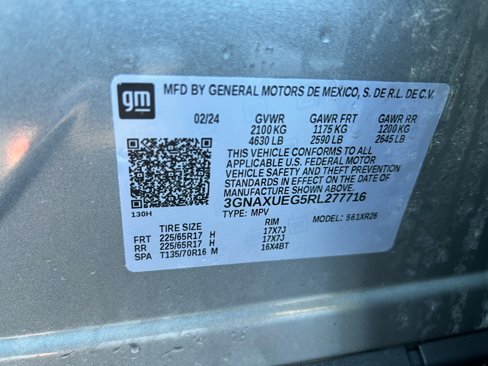 gm
MFD BY GENERAL MOTORS DE MEXICO, S. DE R.L. DE C.V.
02/24 GVWR GAWR FRT GAWR RR
2100 KG 1175 KG 1200 KG
4630 LB 2590 LB 2645 LB
THIS VEHICLE CONFORMS TO ALL
APPLICABLE U.S. FEDERAL MOTOR
VEHICLE SAFETY AND THEFT PREVENTION
STANDARDS IN EFFECT ON THE DATE OF
MANUFACTURE SHOWN ABOVE.
3GNAXUEG5RL277716
130H TYPE: MPV MODEL: 561XR26
TIRE SIZE RIM
FRT 225/65R17 H 17X7J
RR 225/65R17 H 17X7J
SPA T135/70R16 M 16X4BT